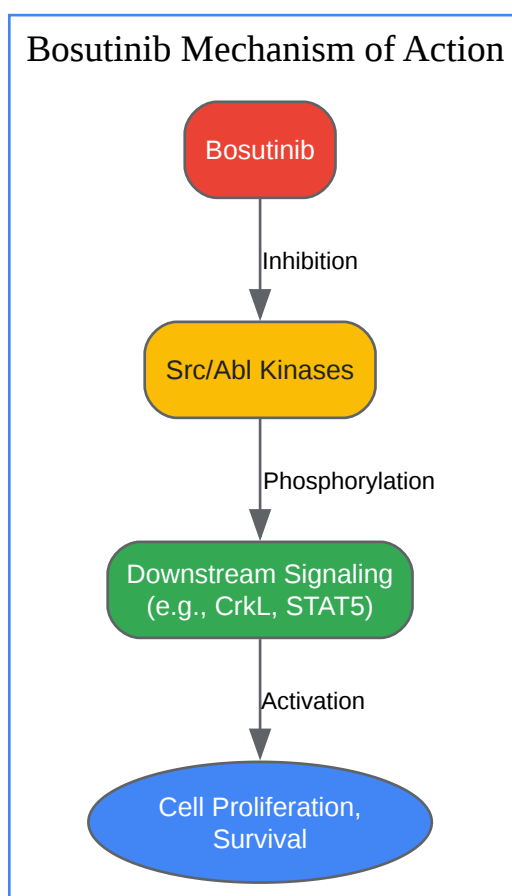 Bosutinib Mechanism of Action
Bosutinib
Inhibition
Src/Abl Kinases
Phosphorylation
Downstream Signaling
(e.g., CrkL, STAT5)
Activation
Cell Proliferation,
Survival